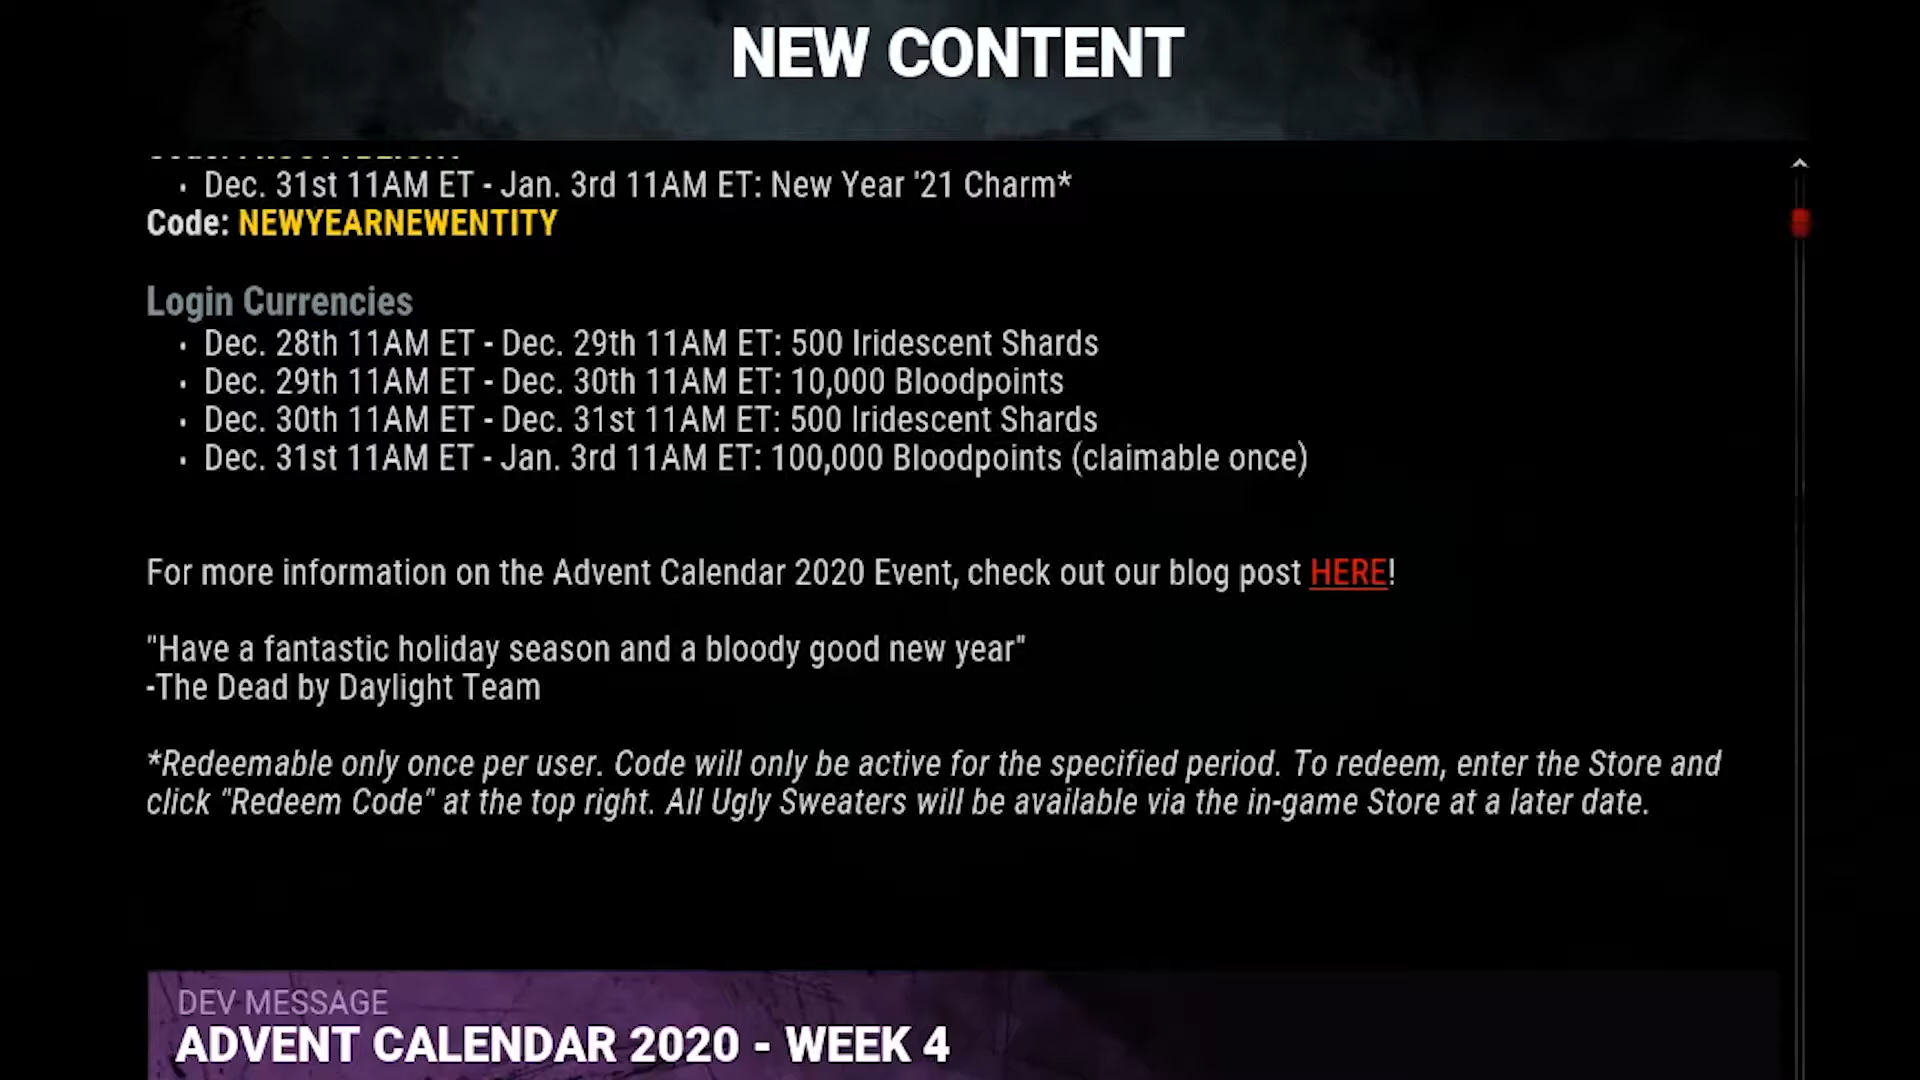 NEW CONTENT
• Dec. 31st 11AM ET - Jan. 3rd 11AM ET: New Year '21 Charm*
Code: NEWYEARNEWENTITY
Login Currencies
• Dec. 28th 11AM ET - Dec. 29th 11AM ET: 500 Iridescent Shards
• Dec. 29th 11AM ET - Dec. 30th 11AM ET: 10,000 Bloodpoints
• Dec. 30th 11AM ET - Dec. 31st 11AM ET: 500 Iridescent Shards
• Dec. 31st 11AM ET - Jan. 3rd 11AM ET: 100,000 Bloodpoints (claimable once)
For more information on the Advent Calendar 2020 Event, check out our blog post HERE!
"Have a fantastic holiday season and a bloody good new year"
-The Dead by Daylight Team
*Redeemable only once per user. Code will only be active for the specified period. To redeem, enter the Store and
click "Redeem Code" at the top right. All Ugly Sweaters will be available via the in-game Store at a later date.
DEV MESSAGE
ADVENT CALENDAR 2020 - WEEK 4